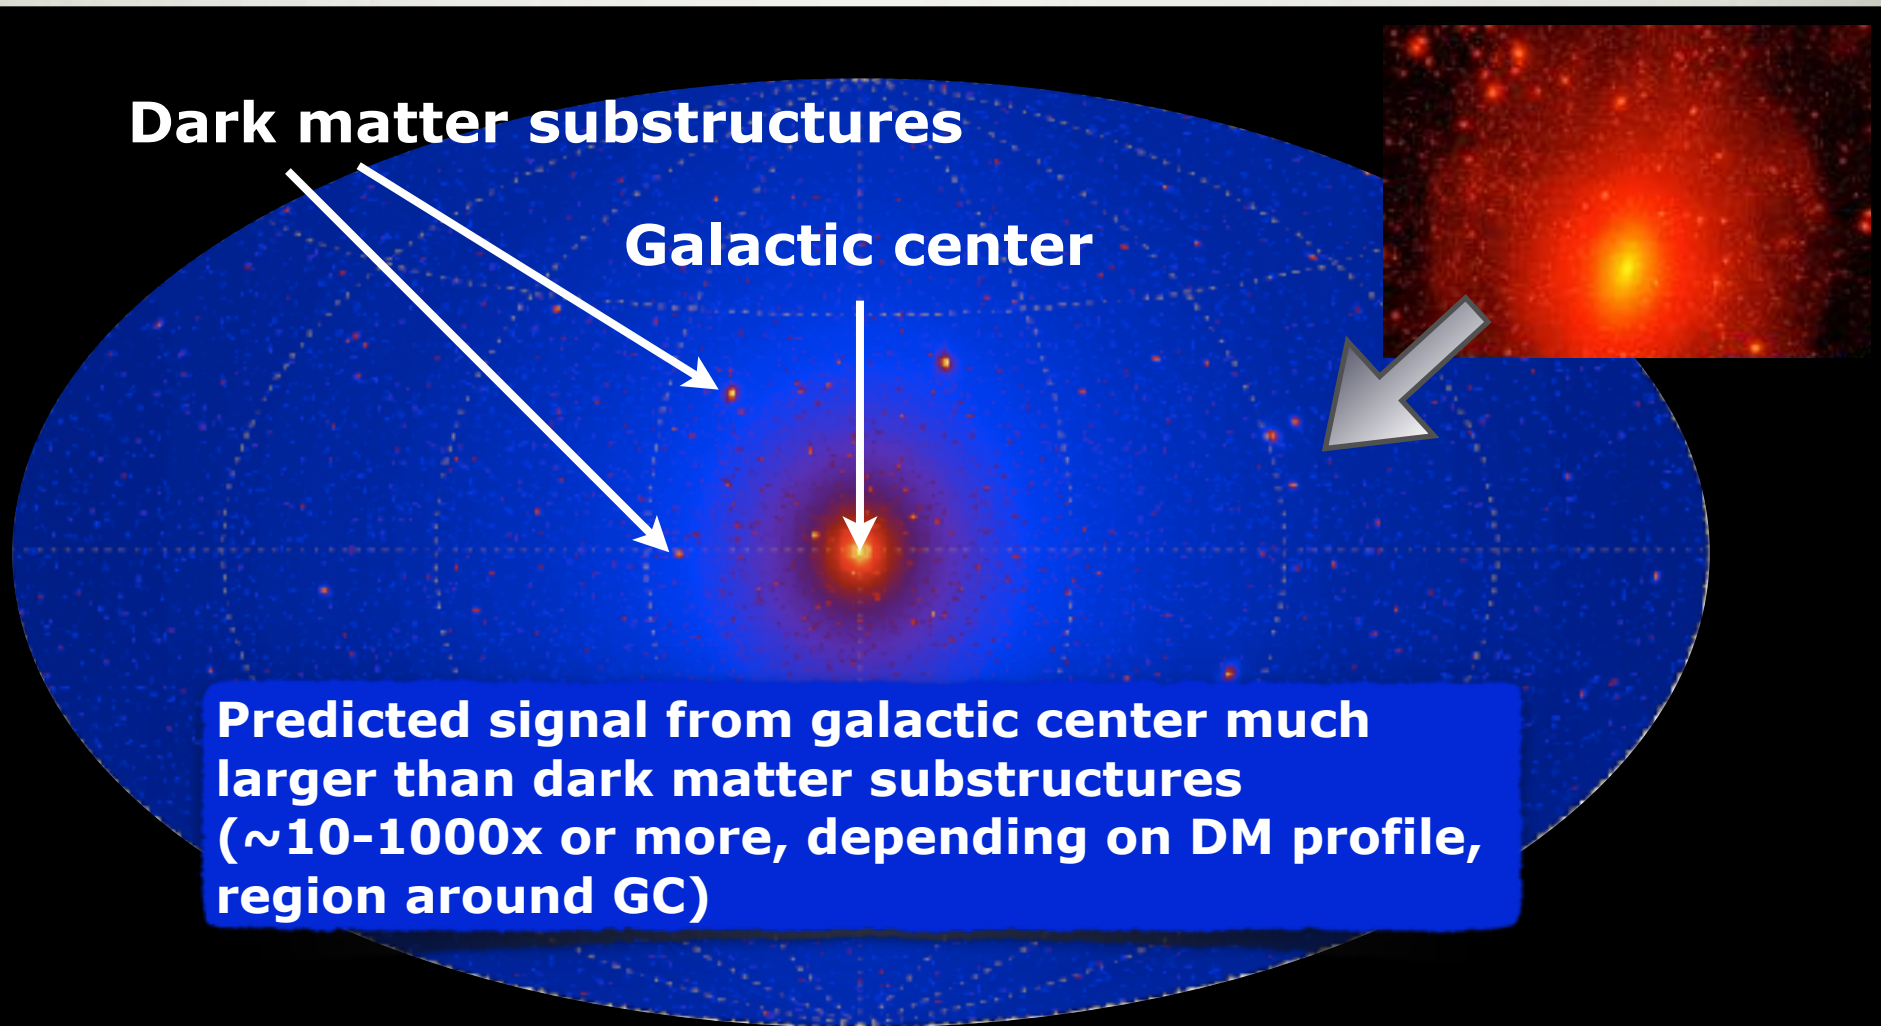 Dark matter substructures
Galactic center
Predicted signal from galactic center much
larger than dark matter substructures
(~10-1000x or more, depending on DM profile,
region around GC)